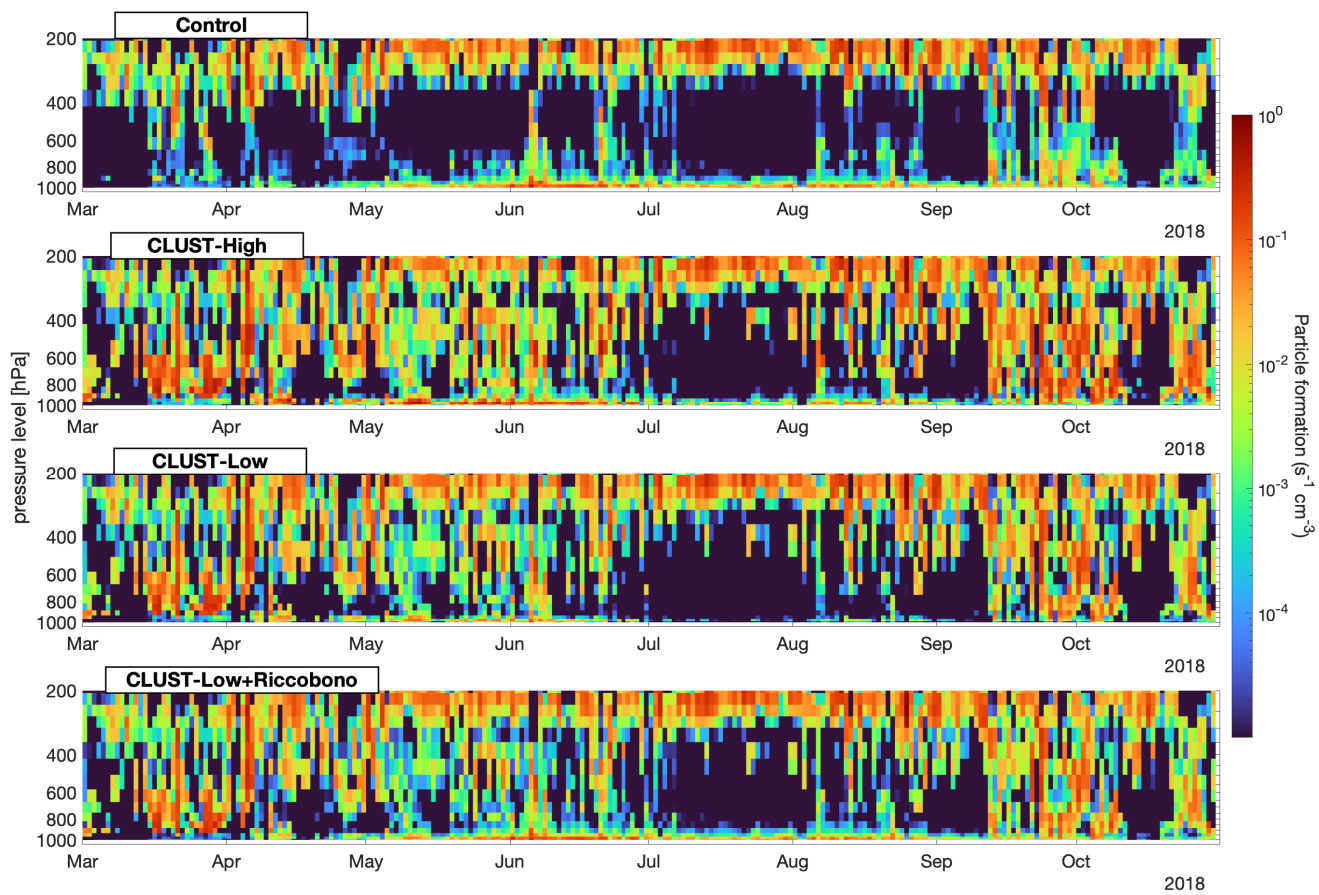 Control
200
400
600
800
1000
Mar Apr May Jun Jul Aug Sep Oct
2018
CLUST-High
200
400
600
800
1000
Mar Apr May Jun Jul Aug Sep Oct
2018
CLUST-Low
200
400
600
800
1000
Mar Apr May Jun Jul Aug Sep Oct
2018
CLUST-Low+Riccobono
200
400
600
800
1000
Mar Apr May Jun Jul Aug Sep Oct
2018
pressure level [hPa]
10⁰
10⁻¹
10⁻²
10⁻³
10⁻⁴
Particle formation (s⁻¹ cm⁻³)